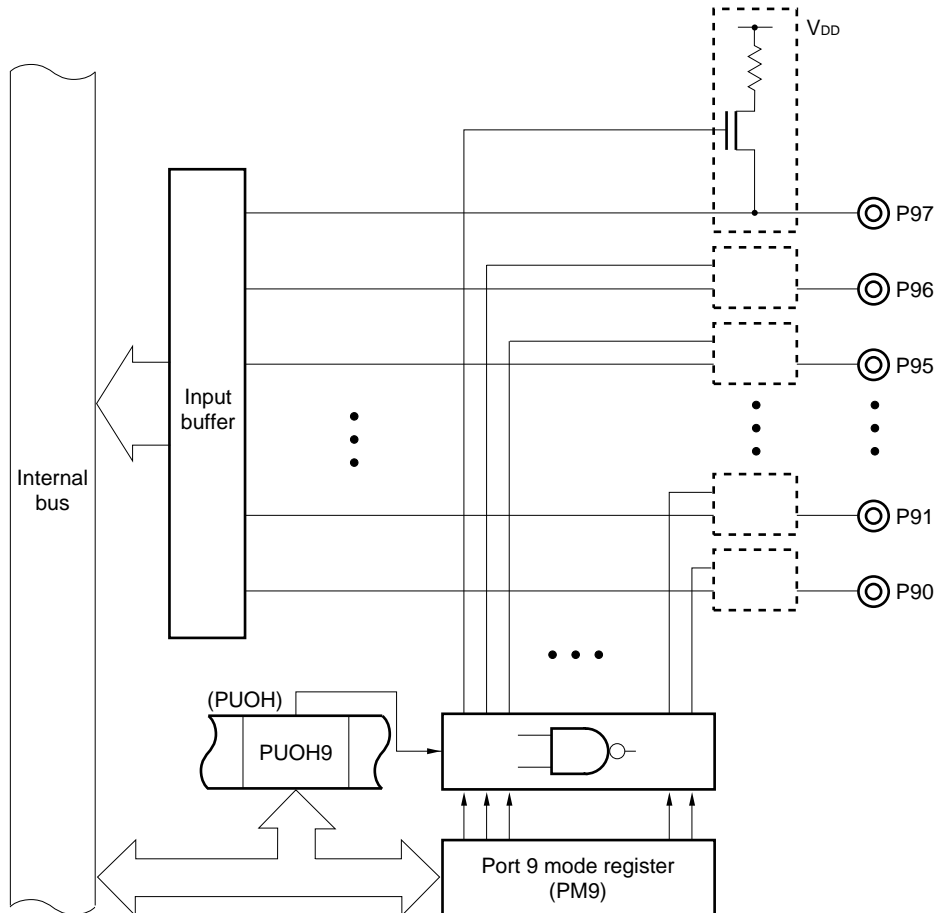 VDD
P97
P96
P95
Input
buffer
Internal
bus
P91
P90
(PUOH)
PUOH9
Port 9 mode register
(PM9)